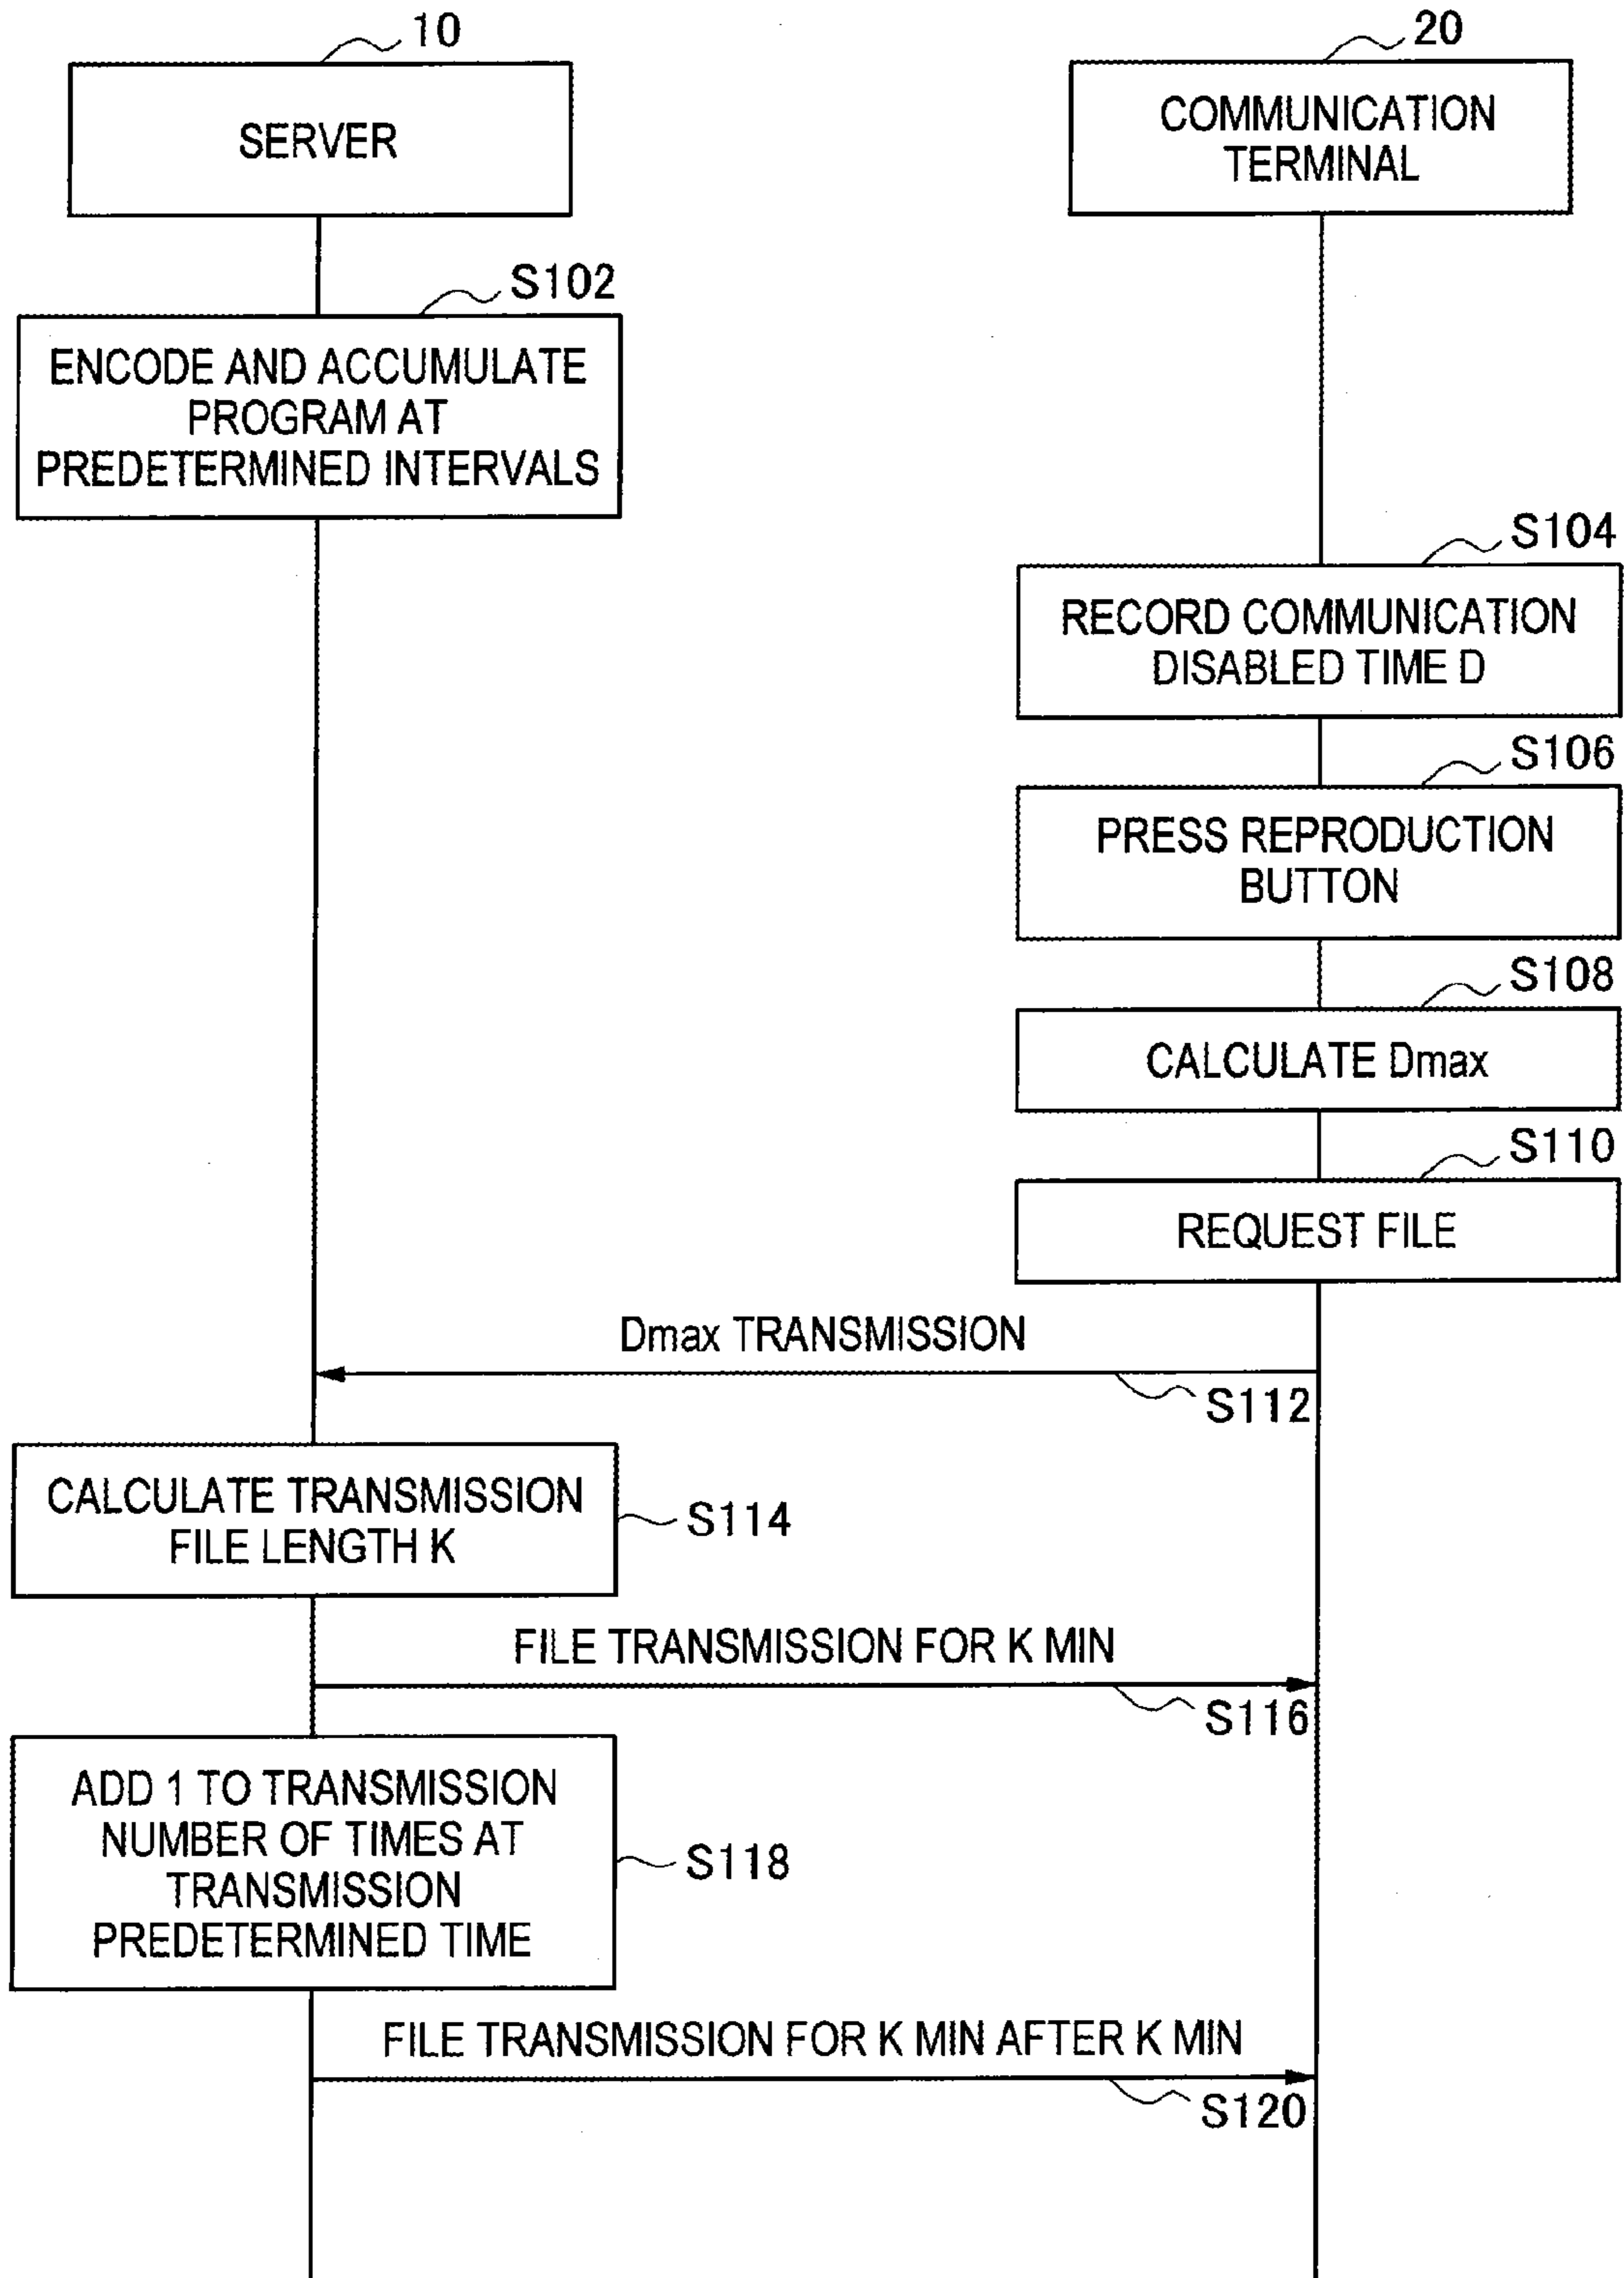 10
20
SERVER
COMMUNICATION
TERMINAL
S102
ENCODE AND ACCUMULATE
PROGRAM AT
PREDETERMINED INTERVALS
S104
RECORD COMMUNICATION
DISABLED TIME D
S106
PRESS REPRODUCTION
BUTTON
S108
CALCULATE Dmax
S110
REQUEST FILE
Dmax TRANSMISSION
S112
CALCULATE TRANSMISSION
FILE LENGTH K
S114
FILE TRANSMISSION FOR K MIN
S116
ADD 1 TO TRANSMISSION
NUMBER OF TIMES AT
TRANSMISSION
PREDETERMINED TIME
S118
FILE TRANSMISSION FOR K MIN AFTER K MIN
S120